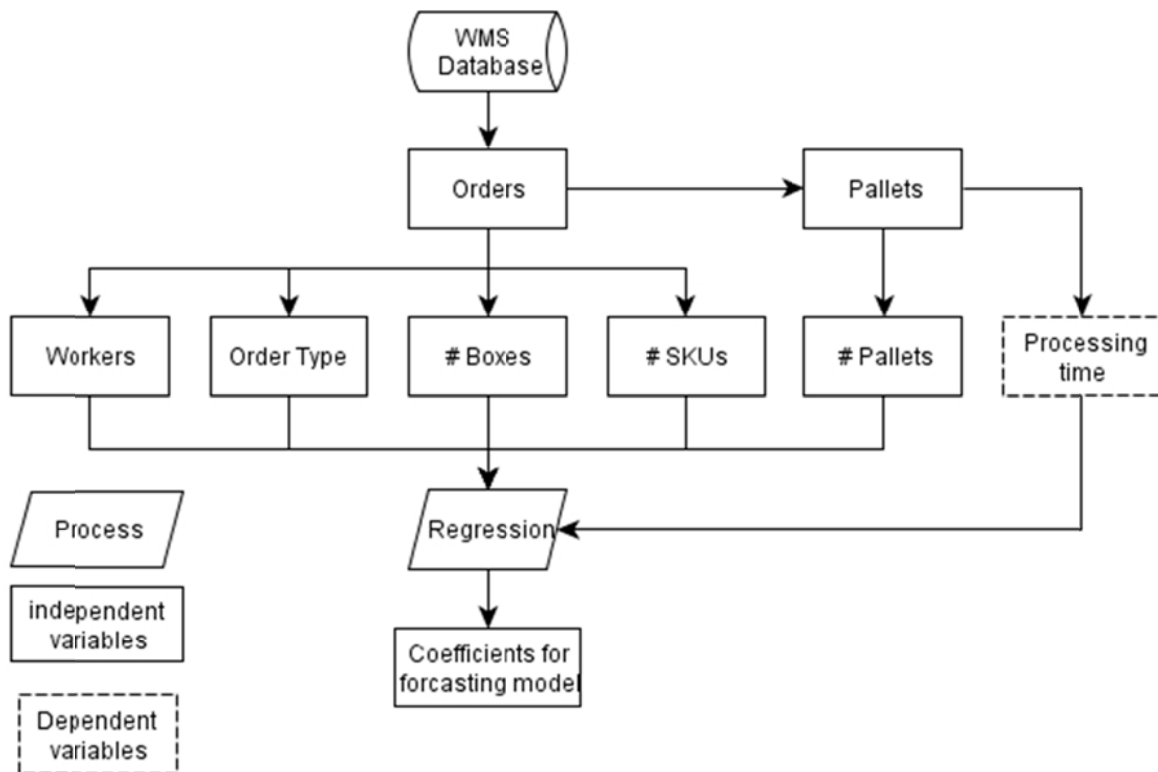 WMS
Database
Orders
Pallets
Workers
Order Type
# Boxes
# SKUs
# Pallets
Processing
time
Process
Regression
independent
variables
Coefficients for
forcasting model
Dependent
variables